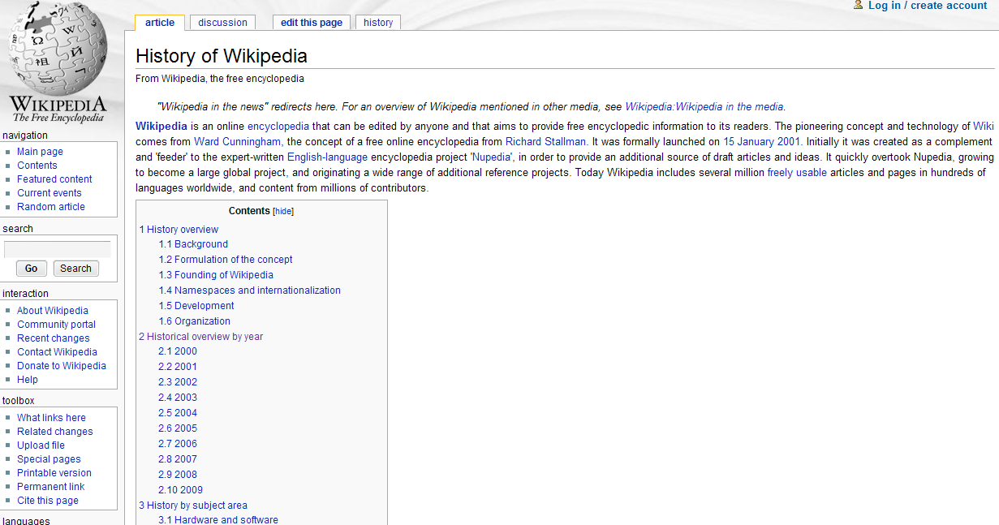 Log in / create account
article
discussion
edit this page
history
History of Wikipedia
From Wikipedia, the free encyclopedia
"Wikipedia in the news" redirects here. For an overview of Wikipedia mentioned in other media, see Wikipedia:Wikipedia in the media.
Wikipedia is an online encyclopedia that can be edited by anyone and that aims to provide free encyclopedic information to its readers. The pioneering concept and technology of Wiki
comes from Ward Cunningham, the concept of a free online encyclopedia from Richard Stallman. It was formally launched on 15 January 2001. Initially it was created as a complement
and 'feeder' to the expert-written English-language encyclopedia project 'Nupedia', in order to provide an additional source of draft articles and ideas. It quickly overtook Nupedia, growing
to become a large global project, and originating a wide range of additional reference projects. Today Wikipedia includes several million freely usable articles and pages in hundreds of
languages worldwide, and content from millions of contributors.
Contents [hide]
1 History overview
1.1 Background
1.2 Formulation of the concept
1.3 Founding of Wikipedia
1.4 Namespaces and internationalization
1.5 Development
1.6 Organization
2 Historical overview by year
2.1 2000
2.2 2001
2.3 2002
2.4 2003
2.5 2004
2.6 2005
2.7 2006
2.8 2007
2.9 2008
2.10 2009
3 History by subject area
3.1 Hardware and software
Ω
W
祖
И
WIKIPEDIA
The Free Encyclopedia
navigation
Main page
Contents
Featured content
Current events
Random article
search
Go
Search
interaction
About Wikipedia
Community portal
Recent changes
Contact Wikipedia
Donate to Wikipedia
Help
toolbox
What links here
Related changes
Upload file
Special pages
Printable version
Permanent link
Cite this page
languages